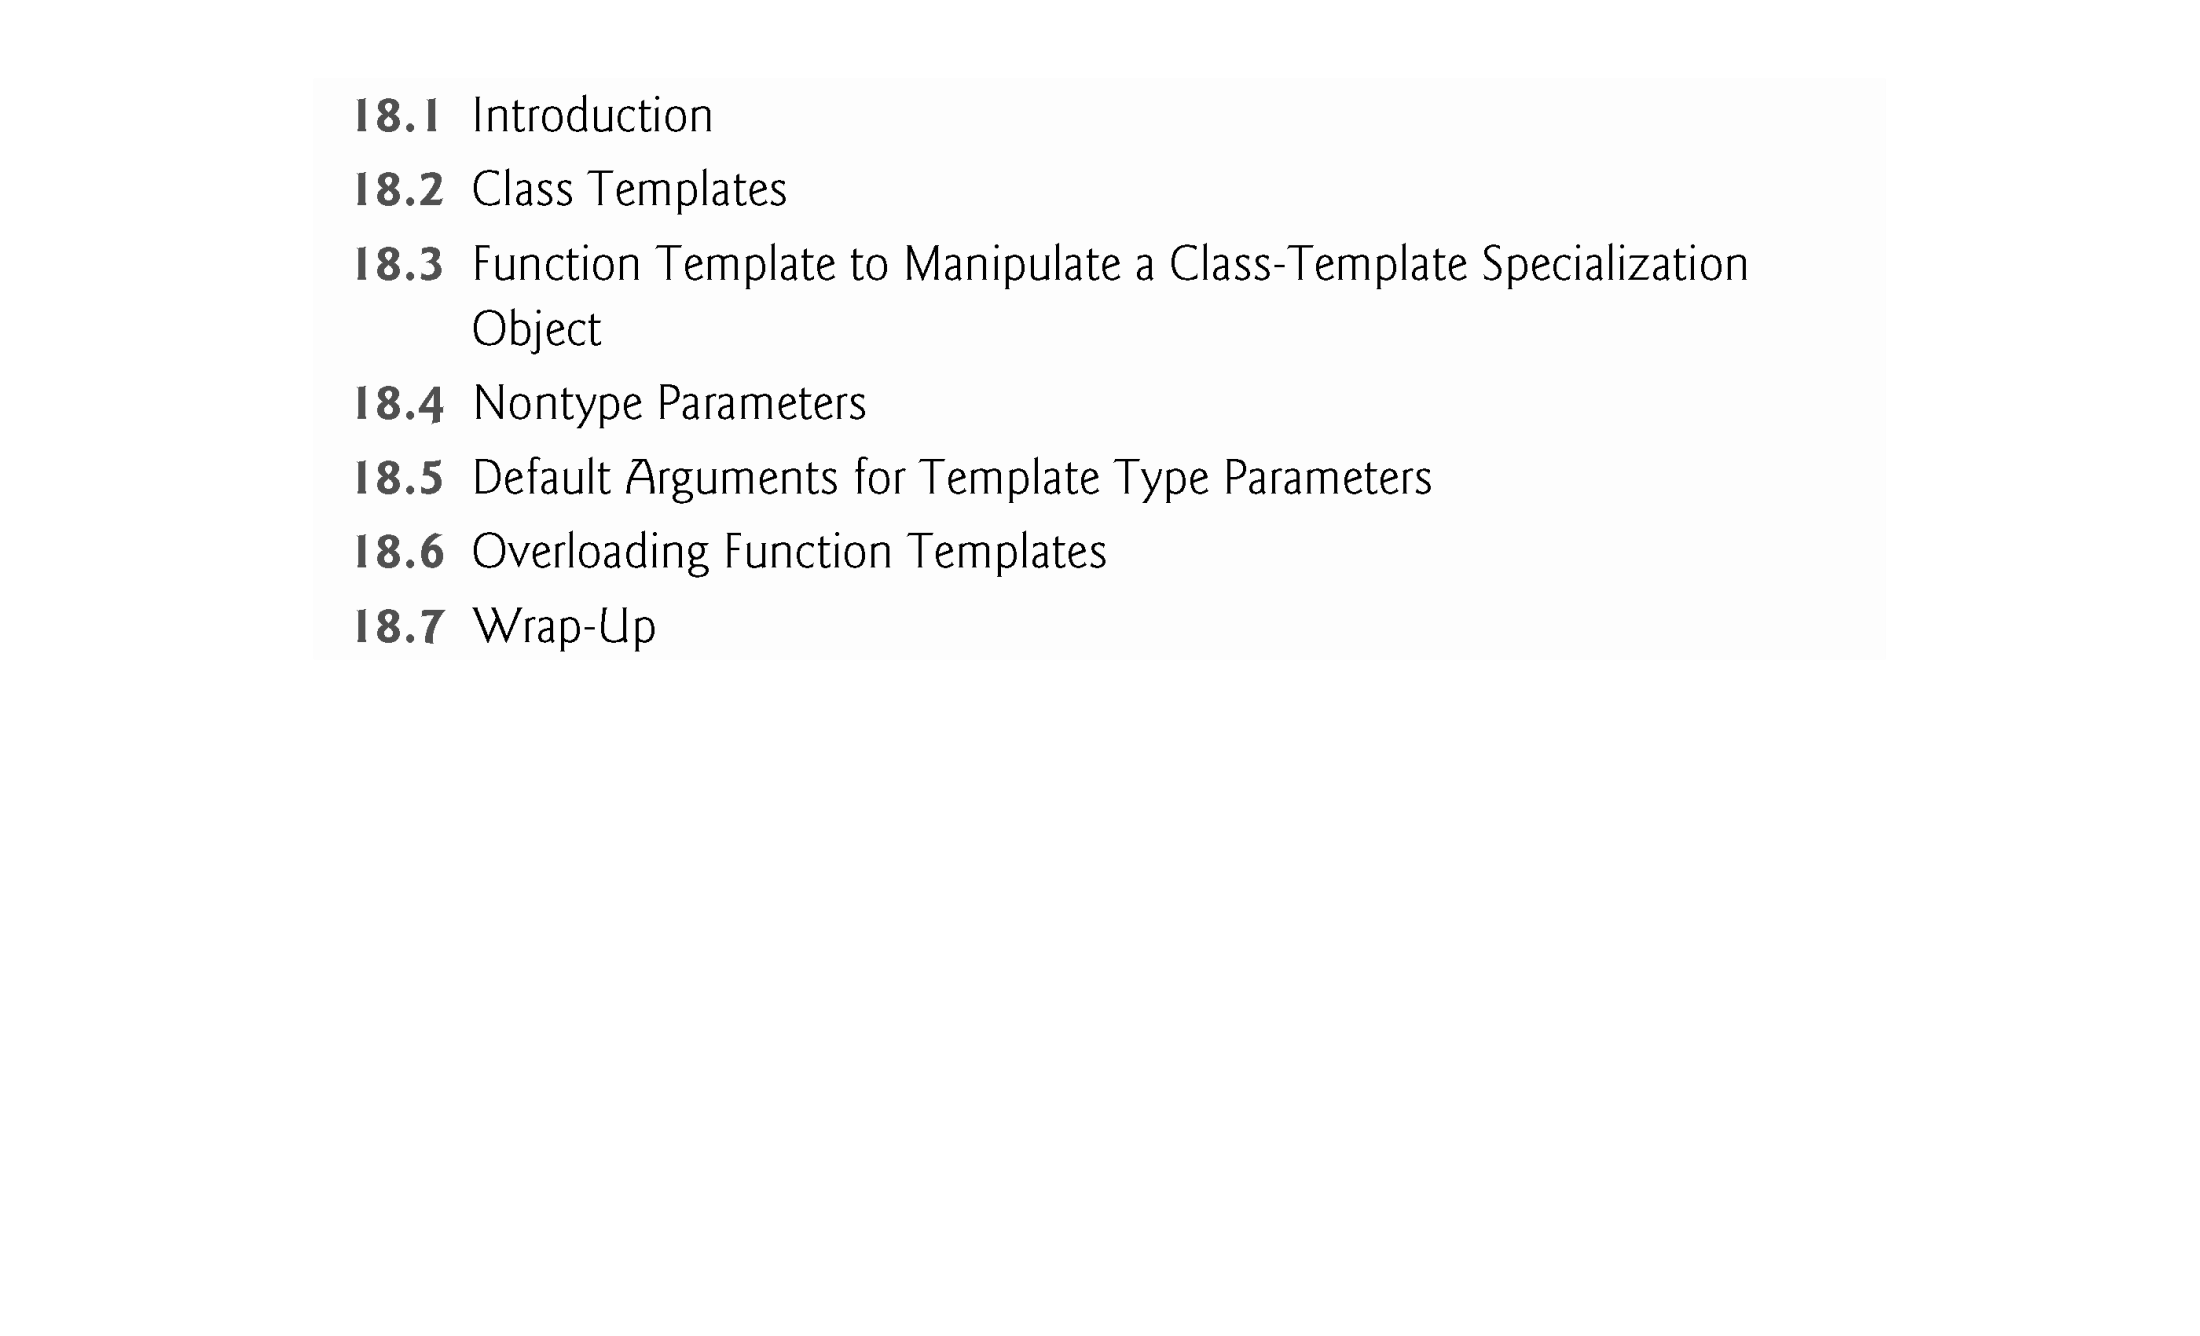 18.1 Introduction
18.2 Class Templates
18.3 Function Template to Manipulate a Class-Template Specialization
Object
18.4 Nontype Parameters
18.5 Default Arguments for Template Type Parameters
18.6 Overloading Function Templates
18.7 Wrap-Up